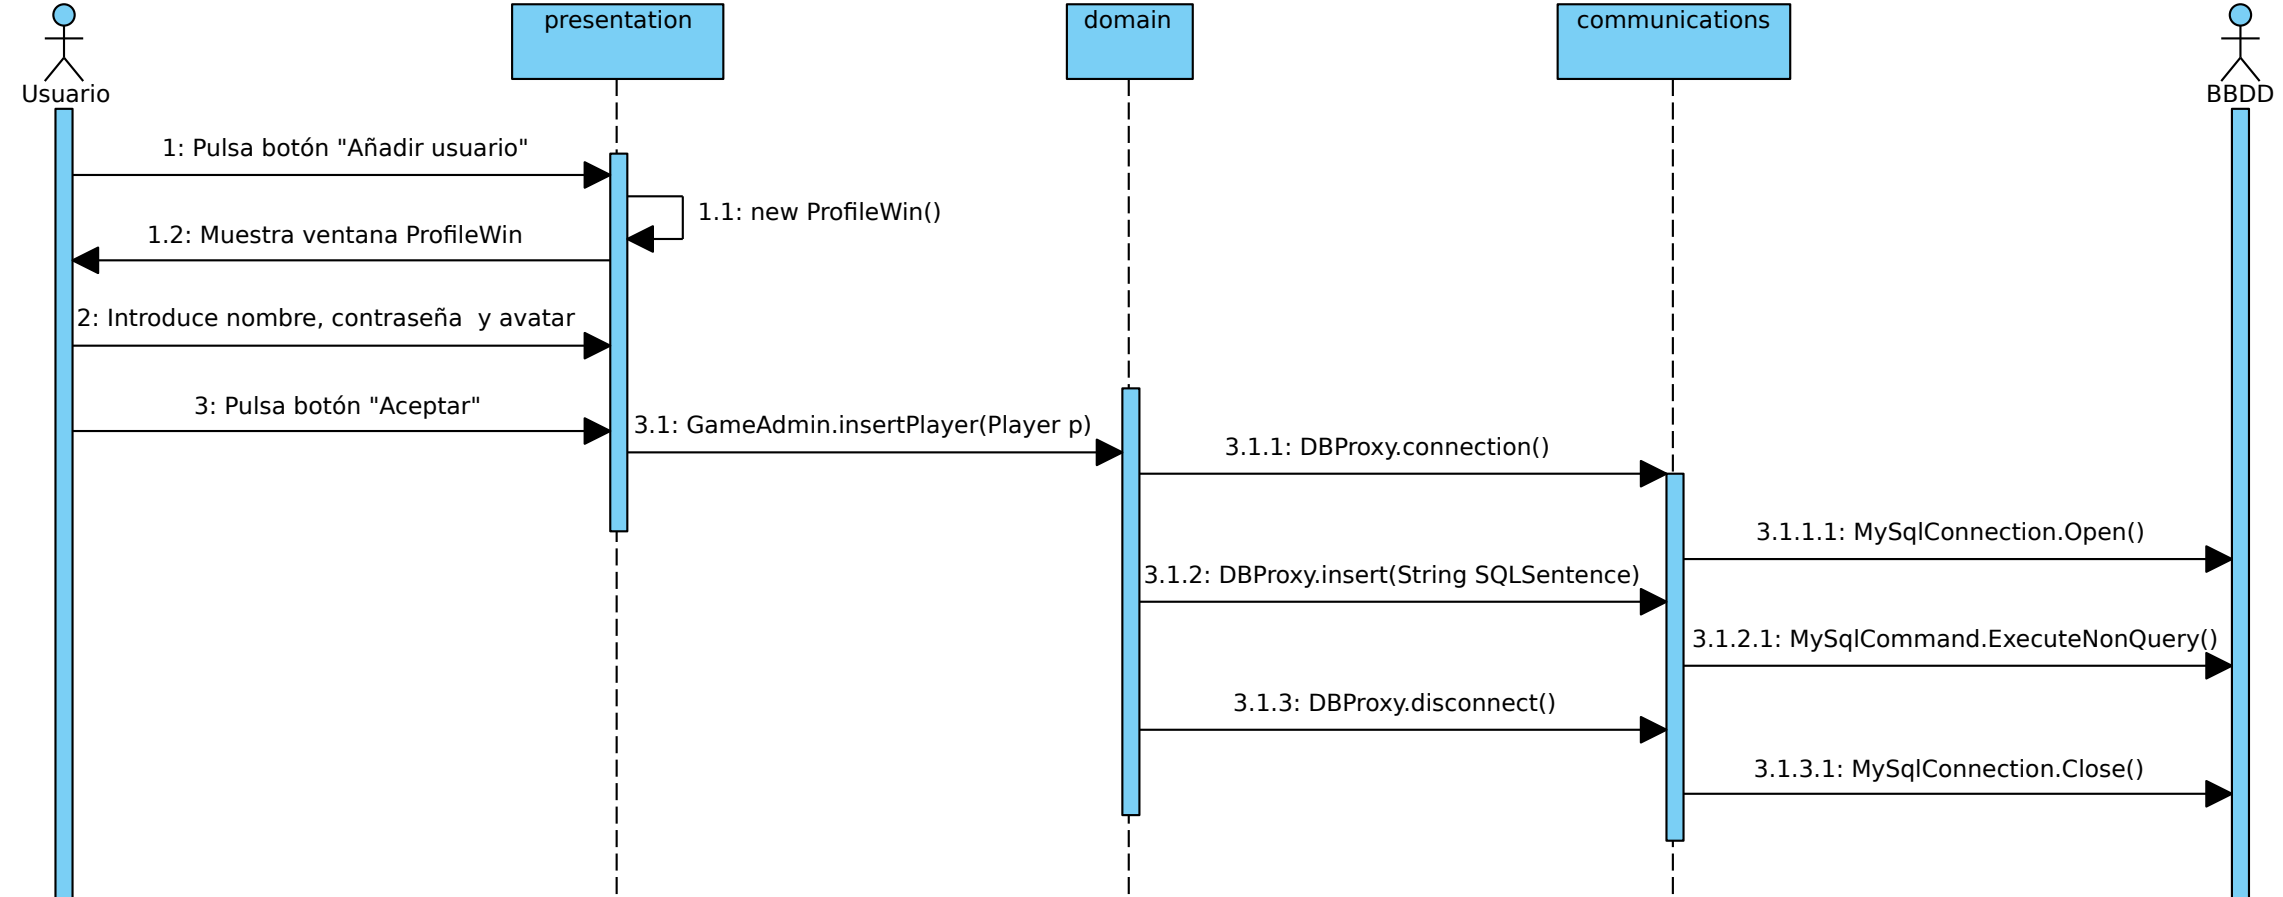 presentation
domain
communications
Usuario
BBDD
1: Pulsa botón "Añadir usuario"
1.1: new ProfileWin()
1.2: Muestra ventana ProfileWin
2: Introduce nombre, contraseña  y avatar
3: Pulsa botón "Aceptar"
3.1: GameAdmin.insertPlayer(Player p)
3.1.1: DBProxy.connection()
3.1.1.1: MySqlConnection.Open()
3.1.2: DBProxy.insert(String SQLSentence)
3.1.2.1: MySqlCommand.ExecuteNonQuery()
3.1.3: DBProxy.disconnect()
3.1.3.1: MySqlConnection.Close()